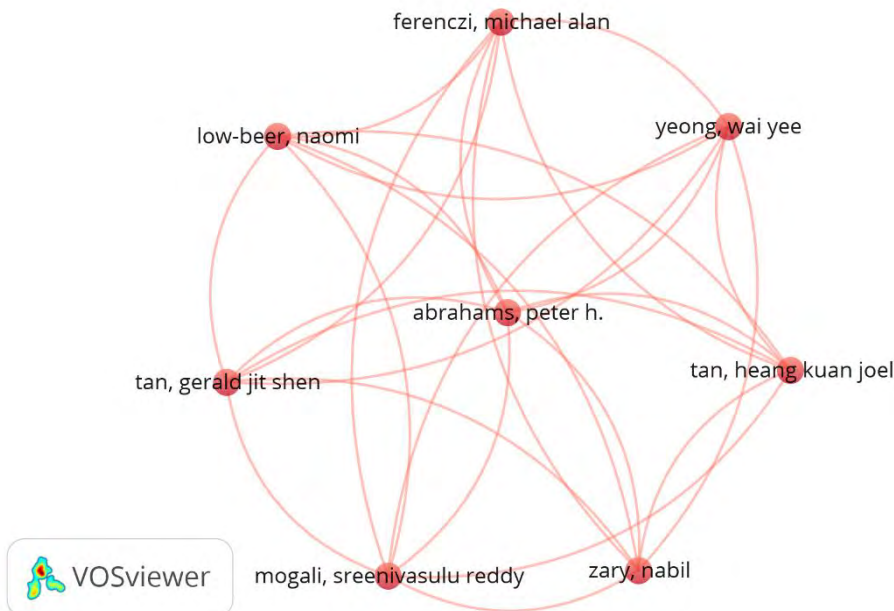 ferenczi, michael alan
yeong, wai yee
low-beer, naomi
abrahams, peter h.
tan, heang kuan joel
tan, gerald jit shen
zary, nabil
mogali, sreenivasulu reddy
VOSviewer